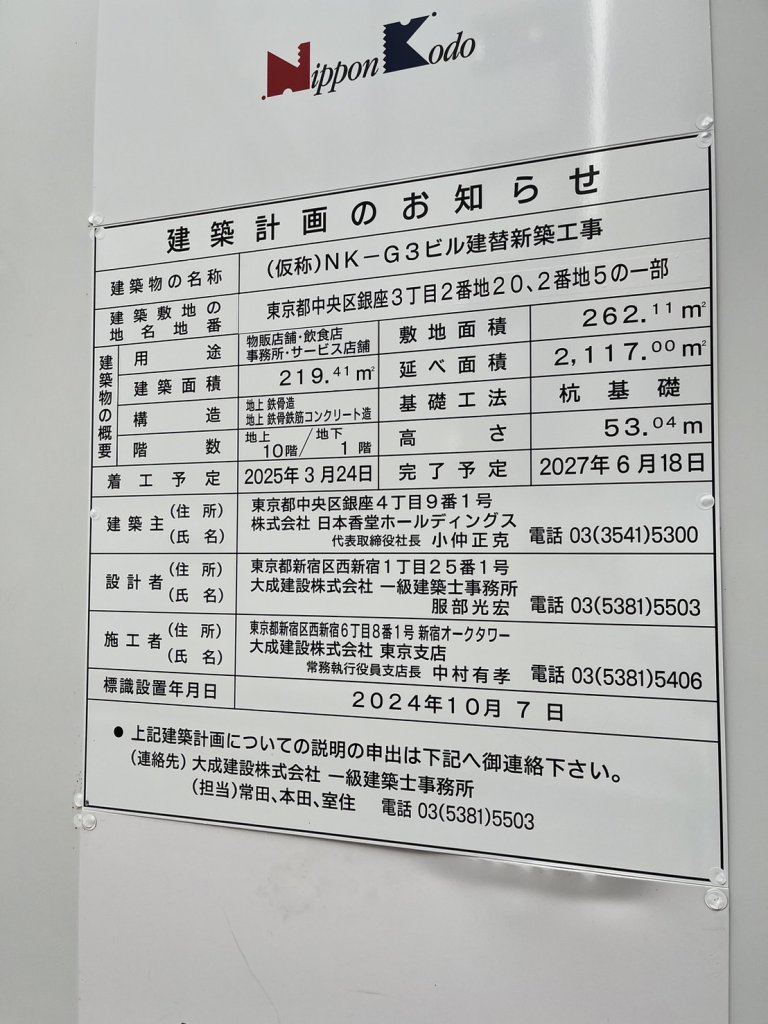 Nippon Kodo
建築計画のお知らせ
建築物の名称 (仮称)NK-G3ビル建替新築工事
建築敷地の地名地番 東京都中央区銀座3丁目2番地20、2番地5の一部
建築物の概要
用途 物販店舗・飲食店 事務所・サービス店舗 敷地面積 262.11㎡
建築面積 219.41㎡ 延べ面積 2,117.00㎡
構造 地上 鉄骨造 地上 鉄骨鉄筋コンクリート造 基礎工法 杭基礎
階数 地上10階/地下1階 高さ 53.04m
着工予定 2025年3月24日 完了予定 2027年6月18日
建築主 (住所) 東京都中央区銀座4丁目9番1号
(氏名) 株式会社 日本香堂ホールディングス
代表取締役社長 小仲正克 電話 03(3541)5300
設計者 (住所) 東京都新宿区西新宿1丁目25番1号
(氏名) 大成建設株式会社 一級建築士事務所
服部光宏 電話 03(5381)5503
施工者 (住所) 東京都新宿区西新宿6丁目8番1号 新宿オークタワー
(氏名) 大成建設株式会社 東京支店
常務執行役員支店長 中村有孝 電話 03(5381)5406
標識設置年月日 2024年10月7日
● 上記建築計画についての説明の申出は下記へ御連絡下さい。
(連絡先) 大成建設株式会社 一級建築士事務所
(担当) 常田、本田、室住 電話 03(5381)5503